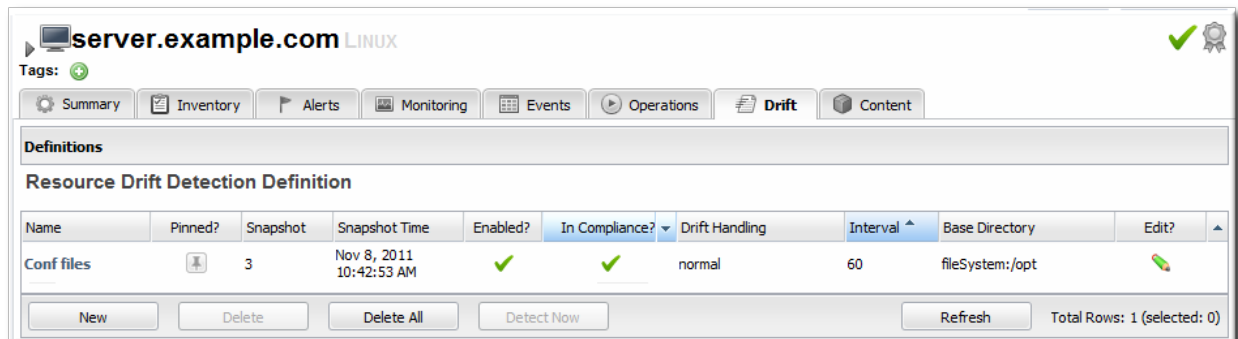 server.example.com LINUX
Tags:
Summary Inventory Alerts Monitoring Events Operations Drift Content
Definitions
Resource Drift Detection Definition
Name Pinned? Snapshot Snapshot Time Enabled? In Compliance? Drift Handling Interval Base Directory Edit?
Conf files 3 Nov 8, 2011 normal 60 fileSystem:/opt
10:42:53 AM
New Delete Delete All Detect Now Refresh Total Rows: 1 (selected: 0)